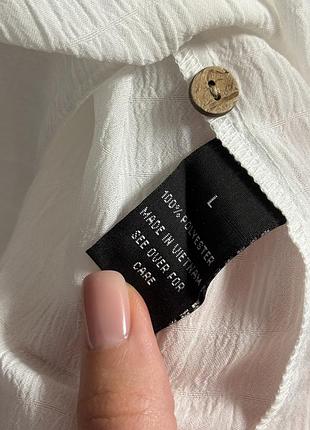 L
100% POLYESTER
MADE IN VIETNAM
SEE OVER FOR
CARE